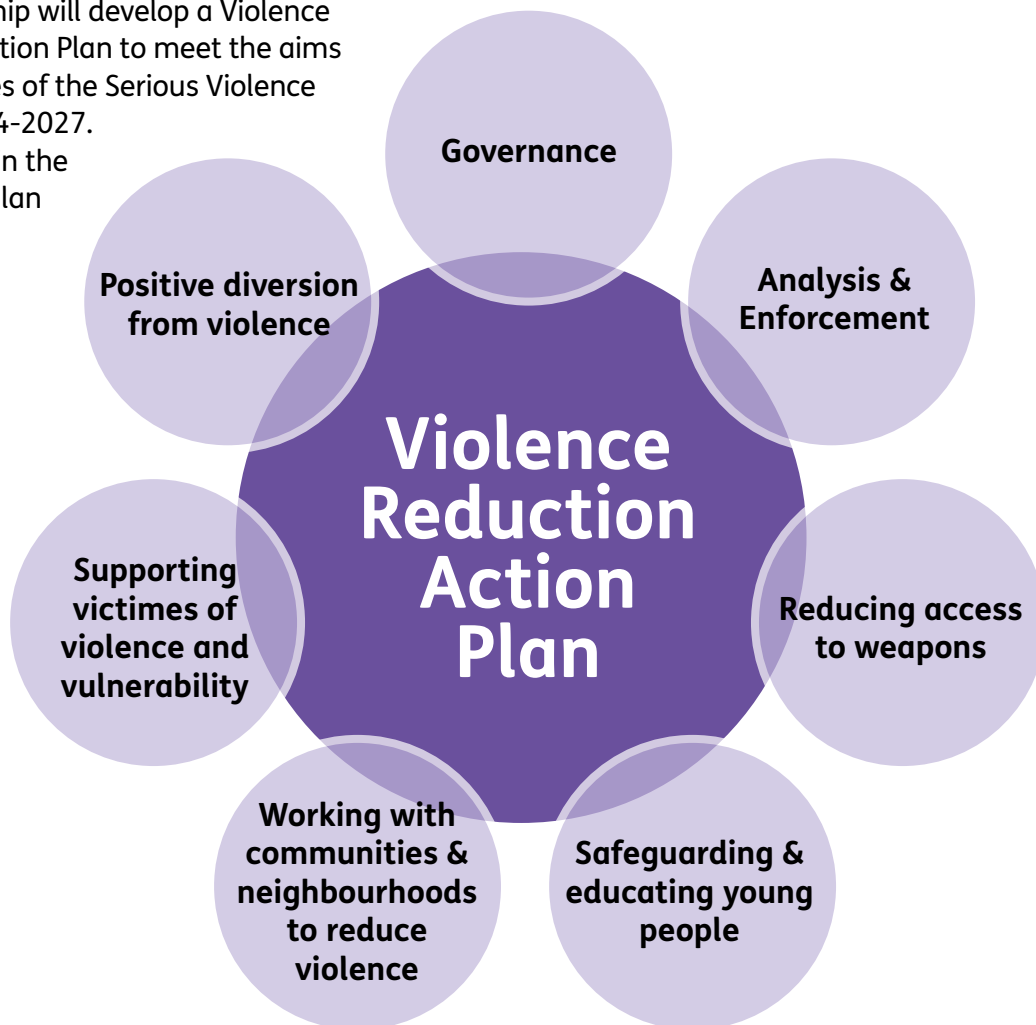 hip will develop a Violence
tion Plan to meet the aims
es of the Serious Violence
4-2027.
n the
lan
Governance
Analysis &
Enforcement
Reducing access
to weapons
Safeguarding &
educating young
people
Working with
communities &
neighbourhoods
to reduce
violence
Supporting
victimes of
violence and
vulnerability
Positive diversion
from violence
Violence
Reduction
Action
Plan